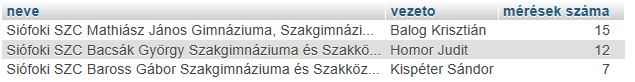 neve vezeto mérések száma
Siófoki SZC Mathiász János Gimnáziuma, Szakgimnázi... Balog Krisztián 15
Siófoki SZC Bacsák György Szakgimnáziuma és Szakkö... Homor Judit 12
Siófoki SZC Baross Gábor Szakgimnáziuma és Szakköz... Kispéter Sándor 7